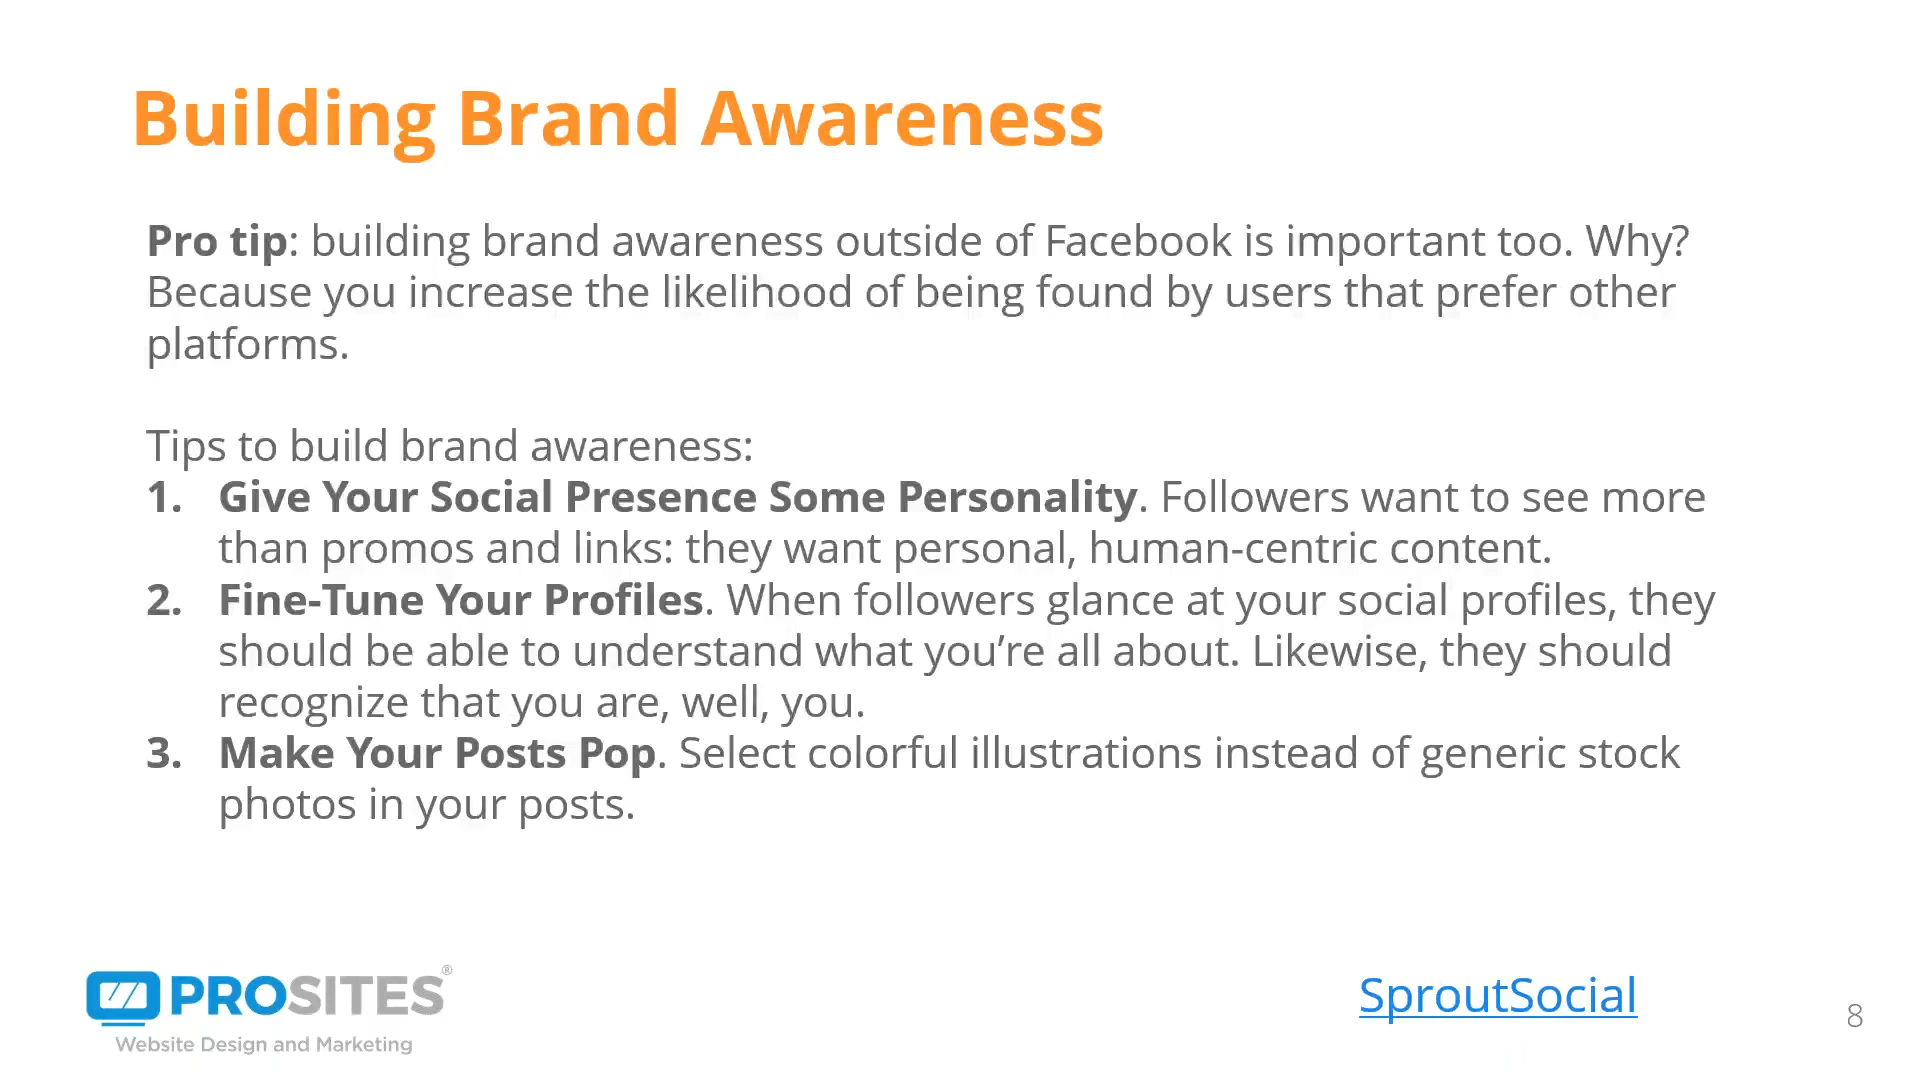 Building Brand Awareness
Pro tip: building brand awareness outside of Facebook is important too. Why?
Because you increase the likelihood of being found by users that prefer other
platforms.
Tips to build brand awareness:
1. Give Your Social Presence Some Personality. Followers want to see more
than promos and links: they want personal, human-centric content.
2. Fine-Tune Your Profiles. When followers glance at your social profiles, they
should be able to understand what you’re all about. Likewise, they should
recognize that you are, well, you.
3. Make Your Posts Pop. Select colorful illustrations instead of generic stock
photos in your posts.
PROSITES®
Website Design and Marketing
SproutSocial
8